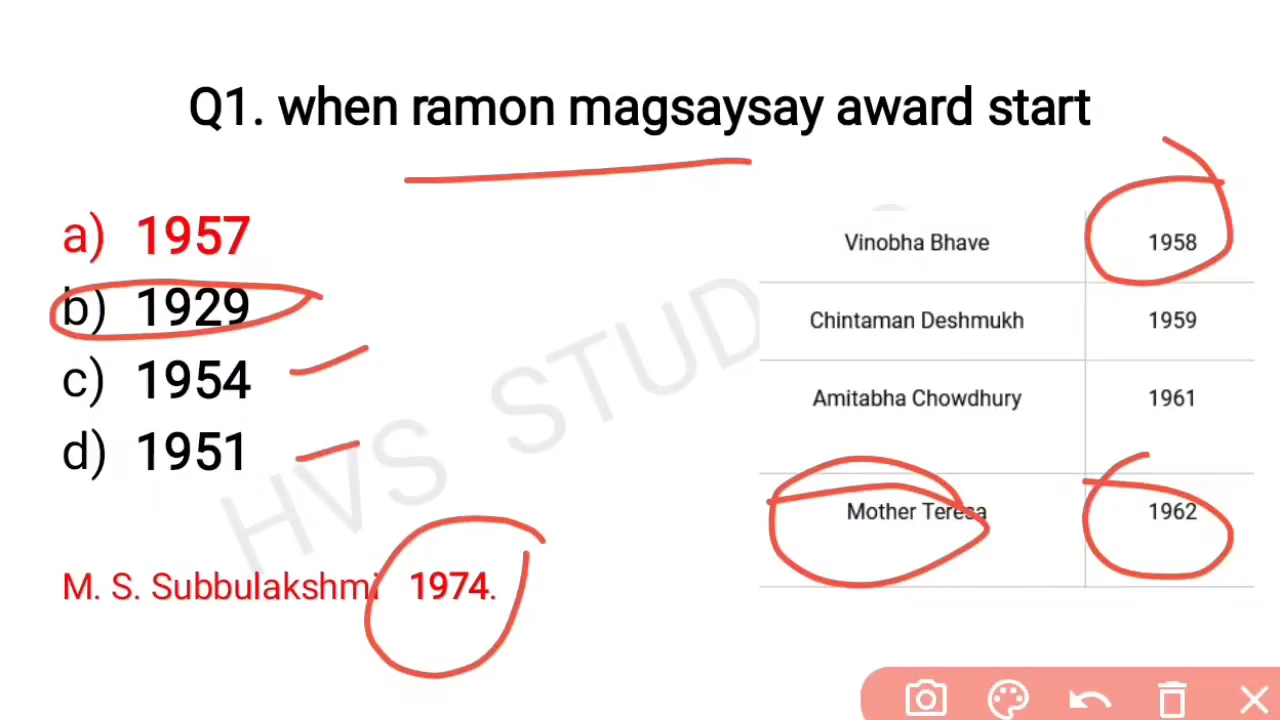 Q1. when ramon magsaysay award start
a) 1957
b) 1929
c) 1954
d) 1951
M. S. Subbulakshmi 1974.
Vinobha Bhave 1958
Chintaman Deshmukh 1959
Amitabha Chowdhury 1961
Mother Teresa 1962
HVS STUD